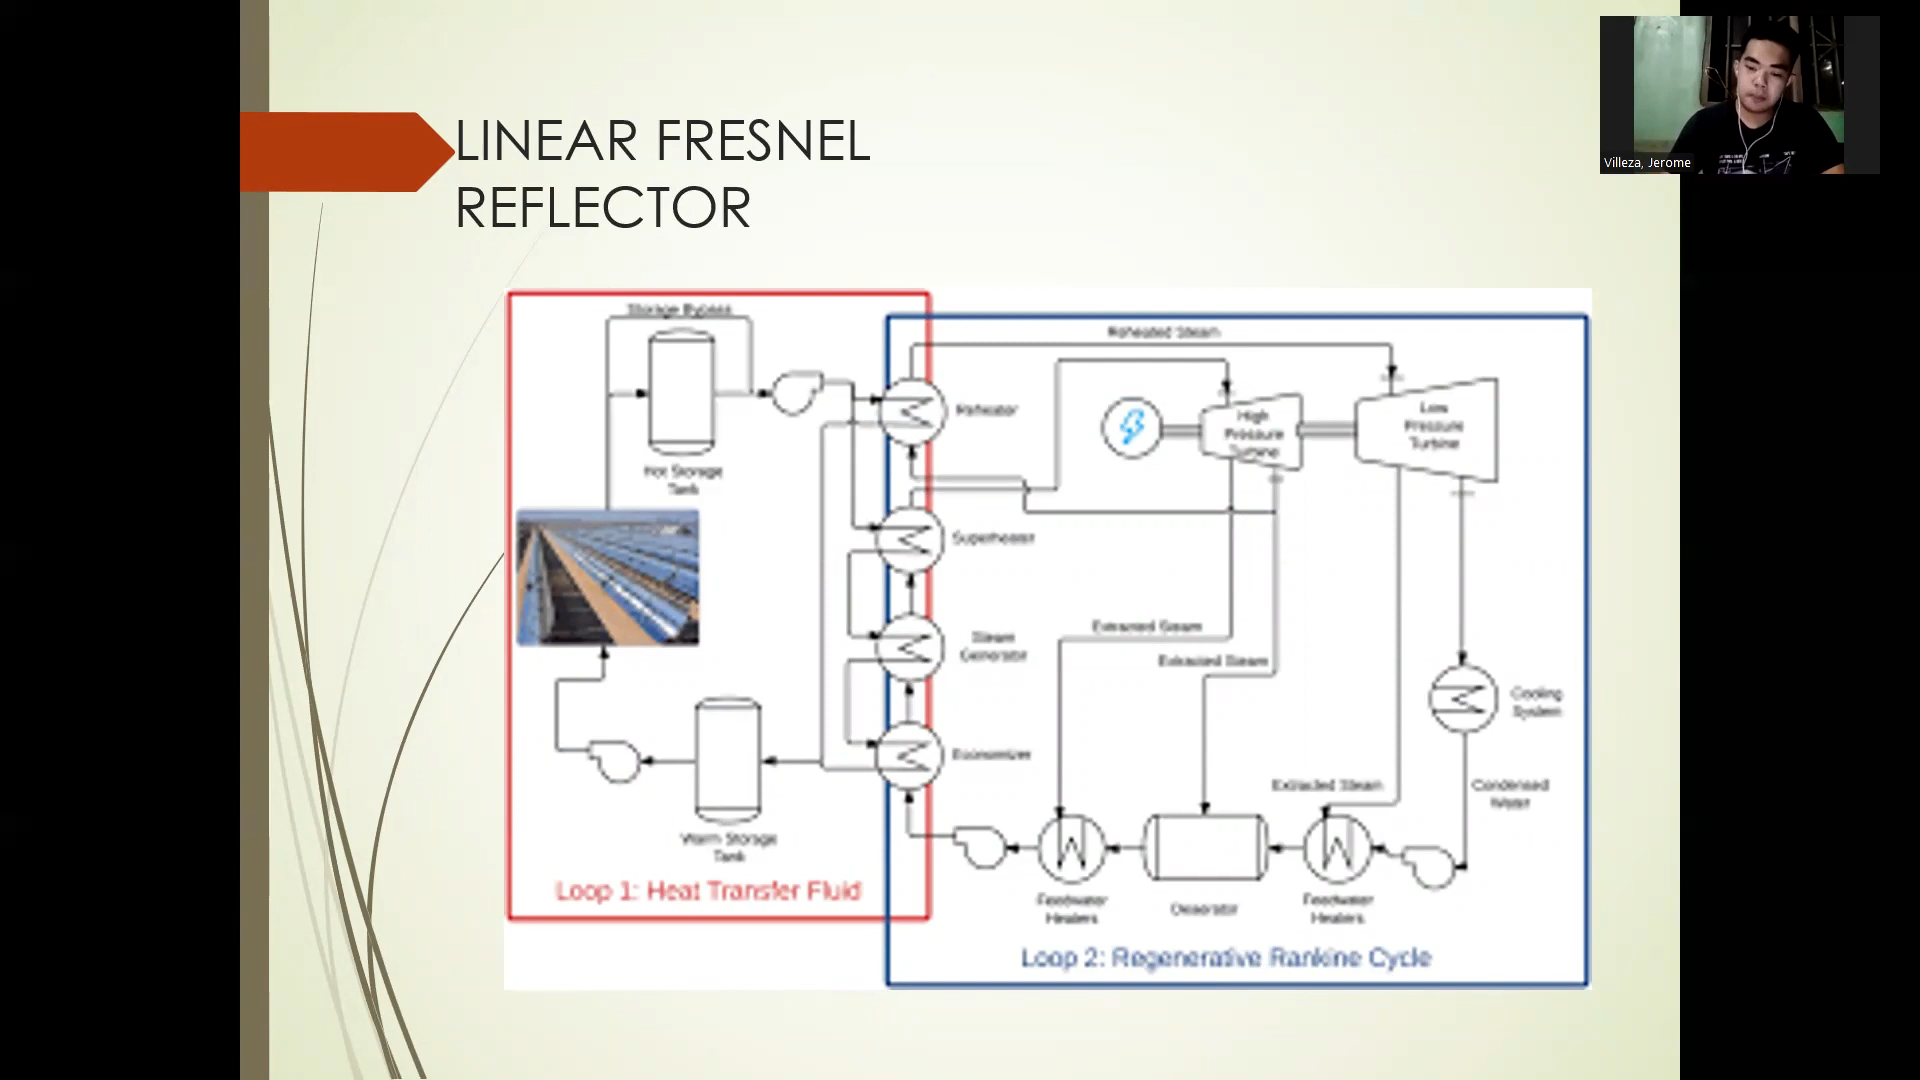 LINEAR FRESNEL
REFLECTOR
Villeza, Jerome
Storage Bypass
Hot Storage
Tank
Warm Storage
Tank
Loop 1: Heat Transfer Fluid
Reheated Steam
Reheater
High
Pressure
Turbine
Low
Pressure
Turbine
Superheater
Steam
Generator
Extracted Steam
Extracted Steam
Cooling
System
Economizer
Extracted Steam
Condensed
Water
Feedwater
Heaters
Deaerator
Feedwater
Heaters
Loop 2: Regenerative Rankine Cycle